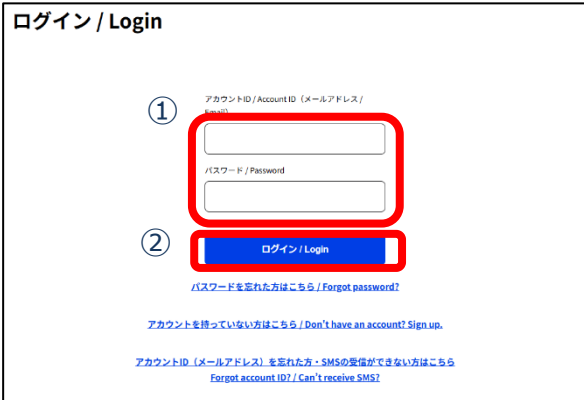 ログイン / Login
①
アカウントID / Account ID（メールアドレス /
Email）
パスワード / Password
②
ログイン / Login
パスワードを忘れた方はこちら / Forgot password?
アカウントを持っていない方はこちら / Don't have an account? Sign up.
アカウントID（メールアドレス）を忘れた方・SMSの受信ができない方はこちら
Forgot account ID? / Can't receive SMS?